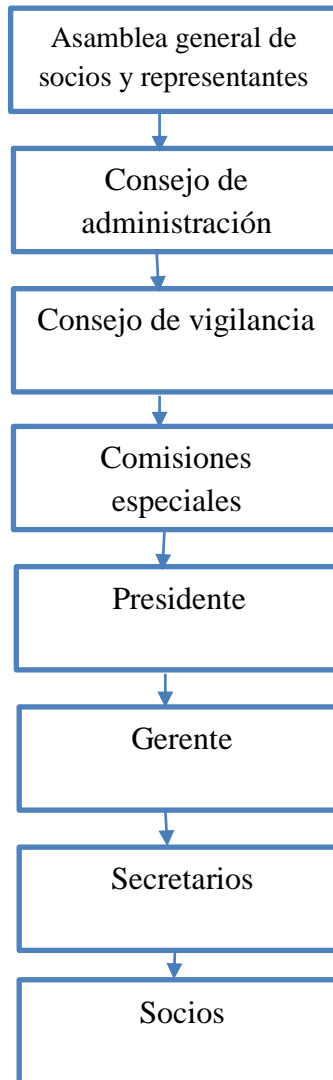 Asamblea general de
socios y representantes
Consejo de
administración
Consejo de vigilancia
Comisiones
especiales
Presidente
Gerente
Secretarios
Socios